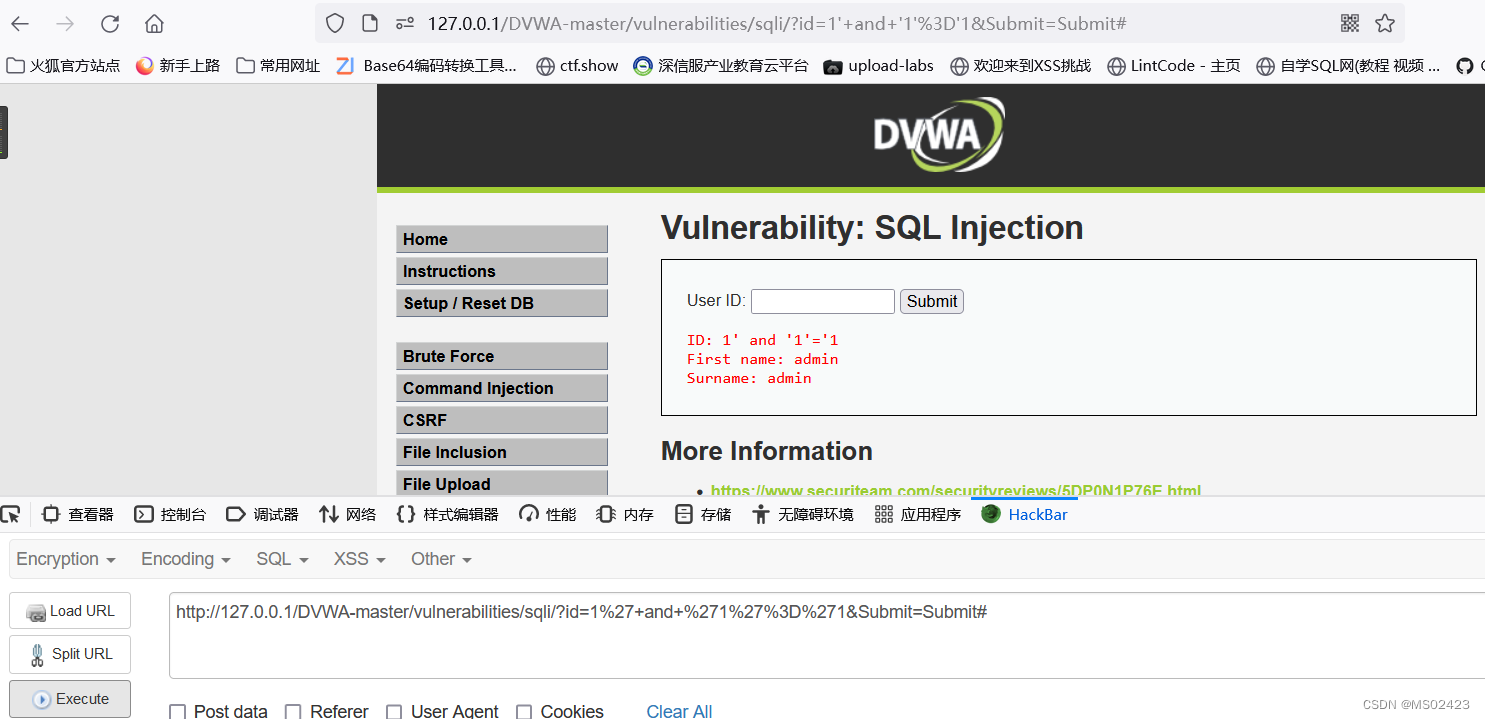 127.0.0.1/DVWA-master/vulnerabilities/sqli/?id=1'+and+'1'%3D'1&Submit=Submit#
火狐官方站点 新手上路 常用网址 Base64编码转换工具... ctf.show 深信服产业教育云平台 upload-labs 欢迎来到XSS挑战 LintCode - 主页 自学SQL网(教程 视频 ...
DVWA
Home
Instructions
Setup / Reset DB
Brute Force
Command Injection
CSRF
File Inclusion
File Upload
Vulnerability: SQL Injection
User ID: Submit
ID: 1' and '1'='1
First name: admin
Surname: admin
More Information
https://www.securiteam.com/securityreviews/5DP0N1P76E.html
查看器 控制台 调试器 网络 样式编辑器 性能 内存 存储 无障碍环境 应用程序 HackBar
Encryption Encoding SQL XSS Other
Load URL
Split URL
Execute
http://127.0.0.1/DVWA-master/vulnerabilities/sqli/?id=1%27+and+%271%27%3D%271&Submit=Submit#
Post data Referer User Agent Cookies Clear All
CSDN @MS02423